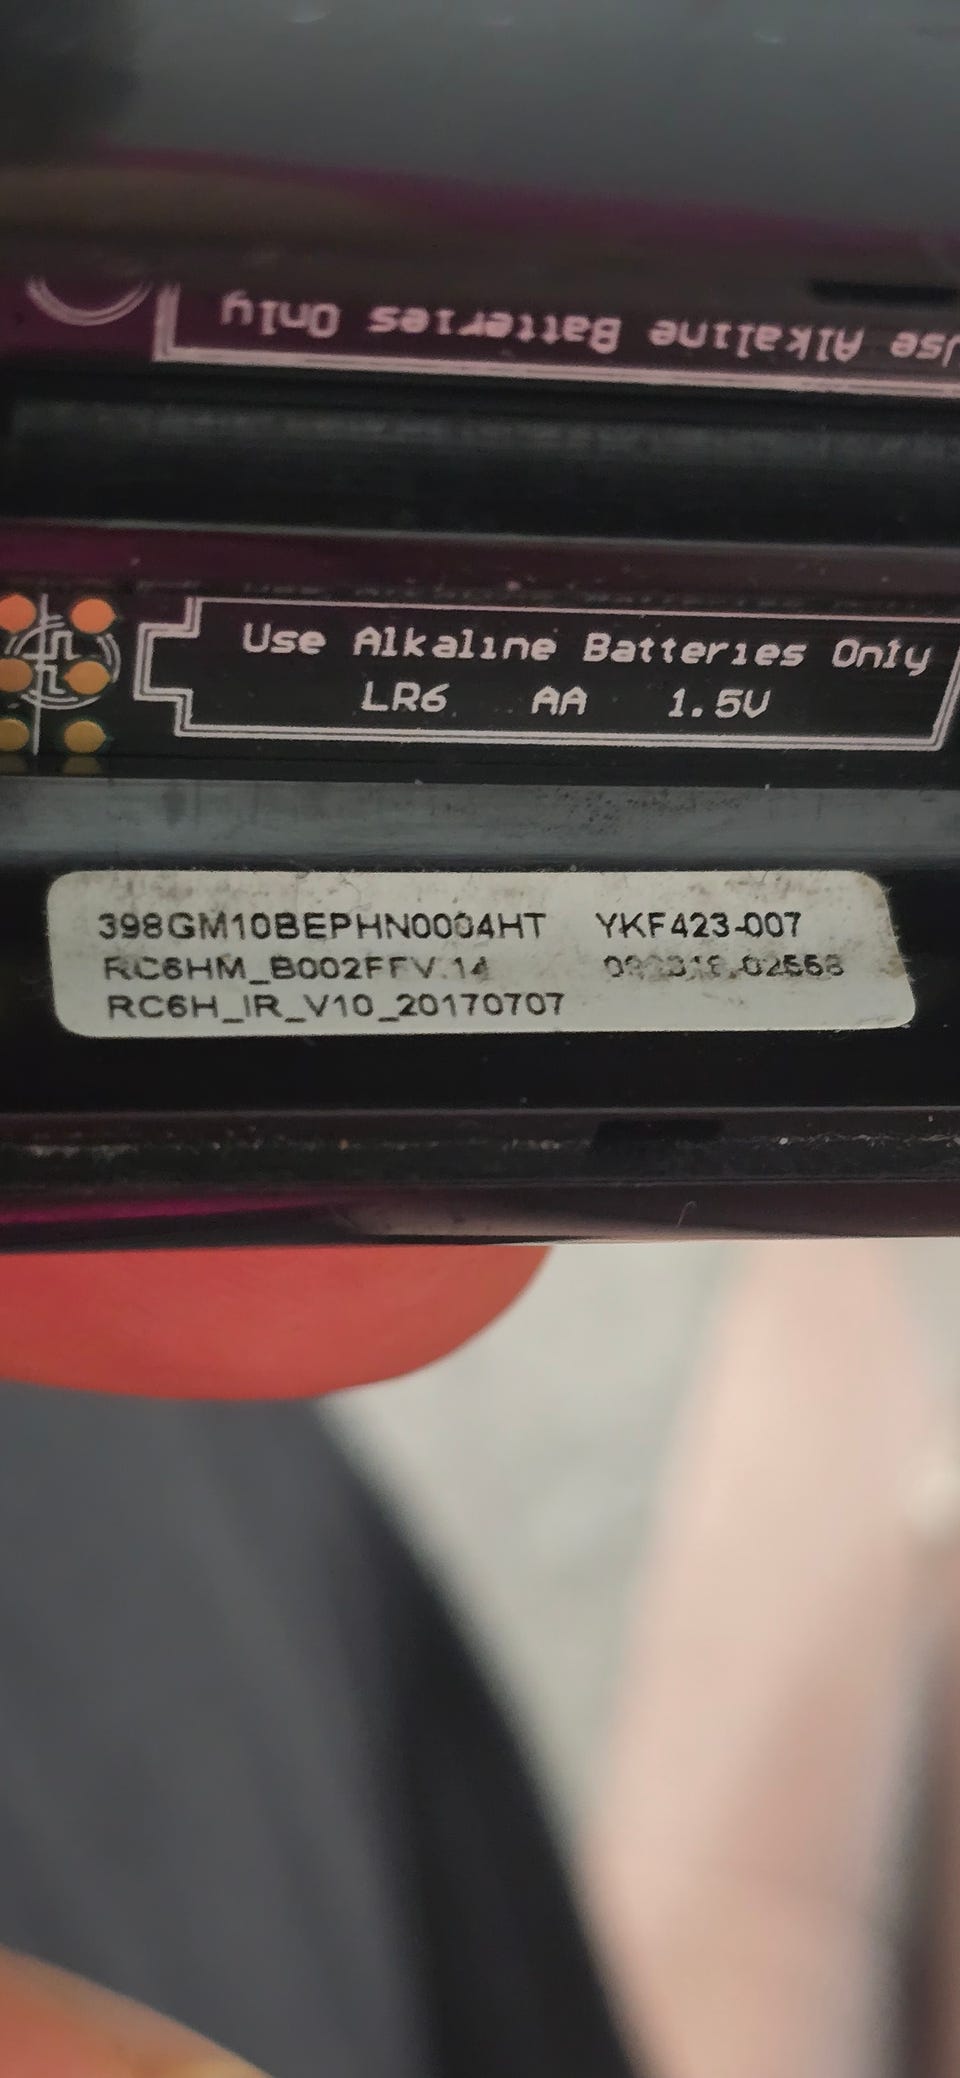 Use Alkaline Batteries Only
Use Alkaline Batteries Only
LR6 AA 1.5V
398GM10BEPHN0004HT YKF423-007
RC6HM_B002FFV.14
RC6H_IR_V10_20170707